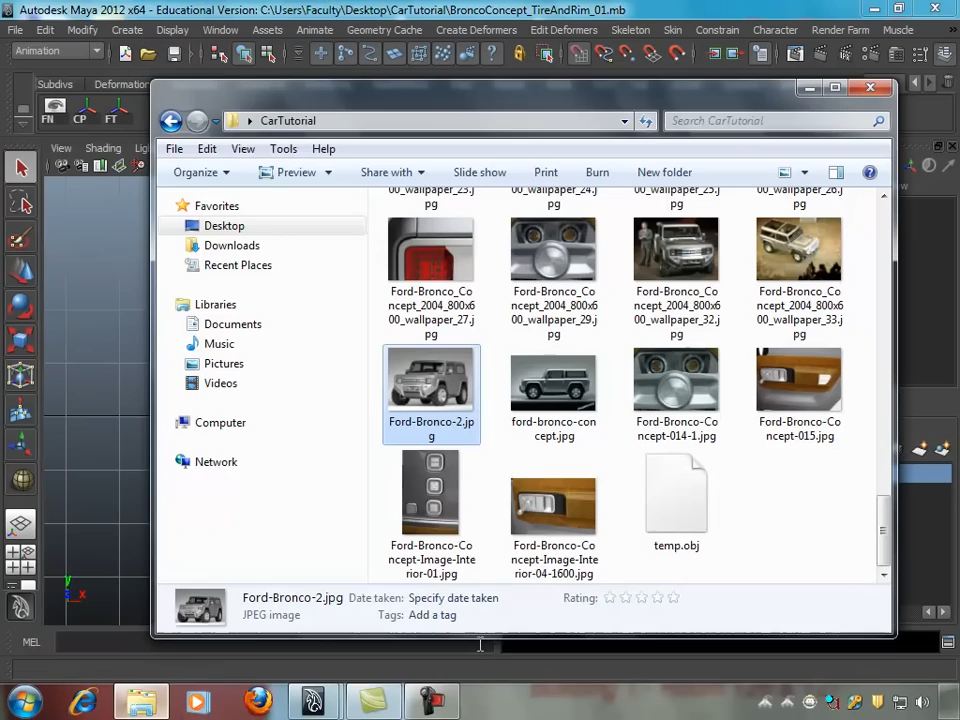 Autodesk Maya 2012 x64 - Educational Version: C:\Users\Faculty\Desktop\CarTutorial\BroncoConcept_TireAndRim_01.mb
File Edit Modify Create Display Window Assets Animate Geometry Cache Create Deformers Edit Deformers Skeleton Skin Constrain Character Render Farm Muscle
Animation
Subdivs Deformation
FN CP FT
View Shading
CarTutorial
Search CarTutorial
File Edit View Tools Help
Organize Preview Share with Slide show Print Burn New folder
Favorites
Desktop
Downloads
Recent Places
Libraries
Documents
Music
Pictures
Videos
Computer
Network
00_wallpaper_23.j
pg
00_wallpaper_24.j
pg
00_wallpaper_25.j
pg
00_wallpaper_26.j
pg
Ford-Bronco_Co
ncept_2004_800x6
00_wallpaper_27.j
pg
Ford-Bronco_Co
ncept_2004_800x6
00_wallpaper_29.j
pg
Ford-Bronco_Co
ncept_2004_800x6
00_wallpaper_32.j
pg
Ford-Bronco_Co
ncept_2004_800x6
00_wallpaper_33.j
pg
Ford-Bronco-2.jp
g
ford-bronco-con
cept.jpg
Ford-Bronco-Co
ncept-014-1.jpg
Ford-Bronco-Co
ncept-015.jpg
Ford-Bronco-Co
ncept-Image-Inte
rior-01.jpg
Ford-Bronco-Co
ncept-Image-Inte
rior-04-1600.jpg
temp.obj
Ford-Bronco-2.jpg Date taken: Specify date taken Rating:
JPEG image Tags: Add a tag
y
x
MEL